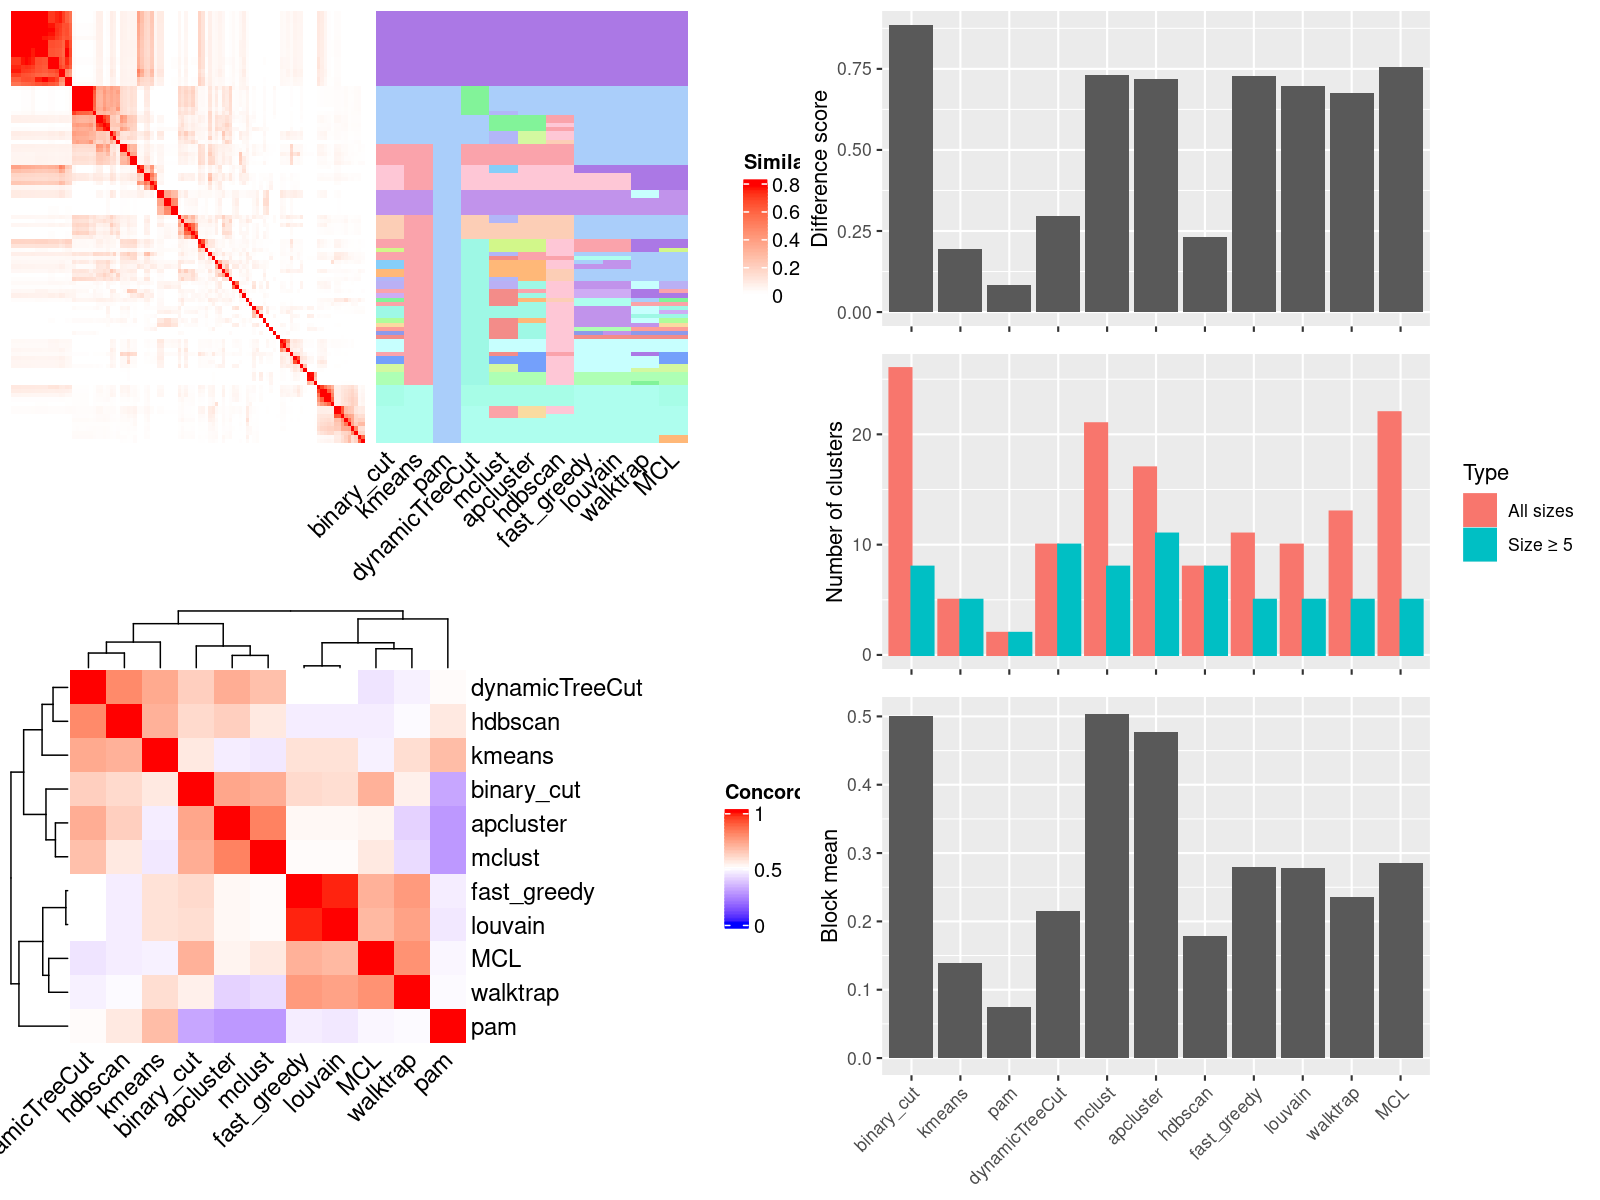 Simila
0.8
0.4
0.2
0
binary_cut
kmeans
pam
dynamicTreeCut
mclust
apcluster
hdbscan
fast_greedy
louvain
walktrap
MCL
dynamicTreeCut
hdbscan
kmeans
binary_cut
apcluster
mclust
fast_greedy
louvain
MCL
walktrap
pam
amicTreeCut
hdbscan
kmeans
binary_cut
apcluster
mclust
fast_greedy
louvain
MCL
walktrap
pam
Concord
1
0.5
0
Difference score
0.75
0.50
0.25
0.00
Number of clusters
20
10
0
Type
All sizes
Size ≥ 5
Block mean
0.5
0.4
0.3
0.2
0.1
0.0
binary_cut
kmeans
pam
dynamicTreeCut
mclust
apcluster
hdbscan
fast_greedy
louvain
walktrap
MCL